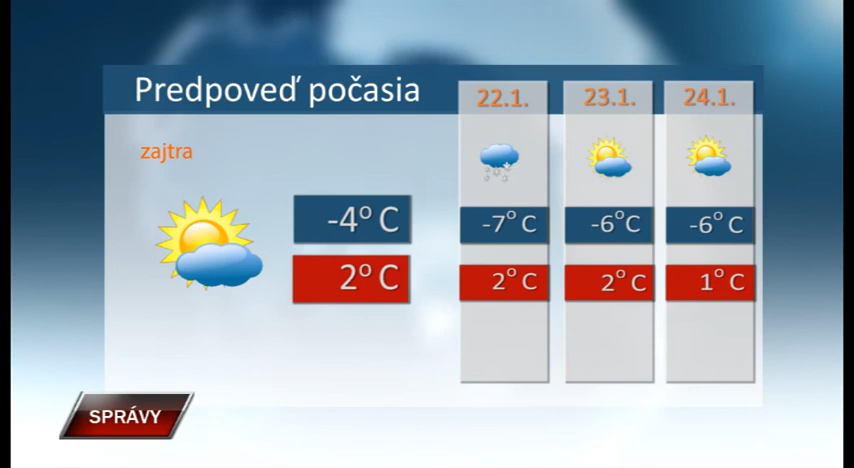 Predpoveď počasia
zajtra
-4° C
2° C
22.1. 23.1. 24.1.
-7° C -6°C -6° C
2° C 2° C 1° C
SPRÁVY